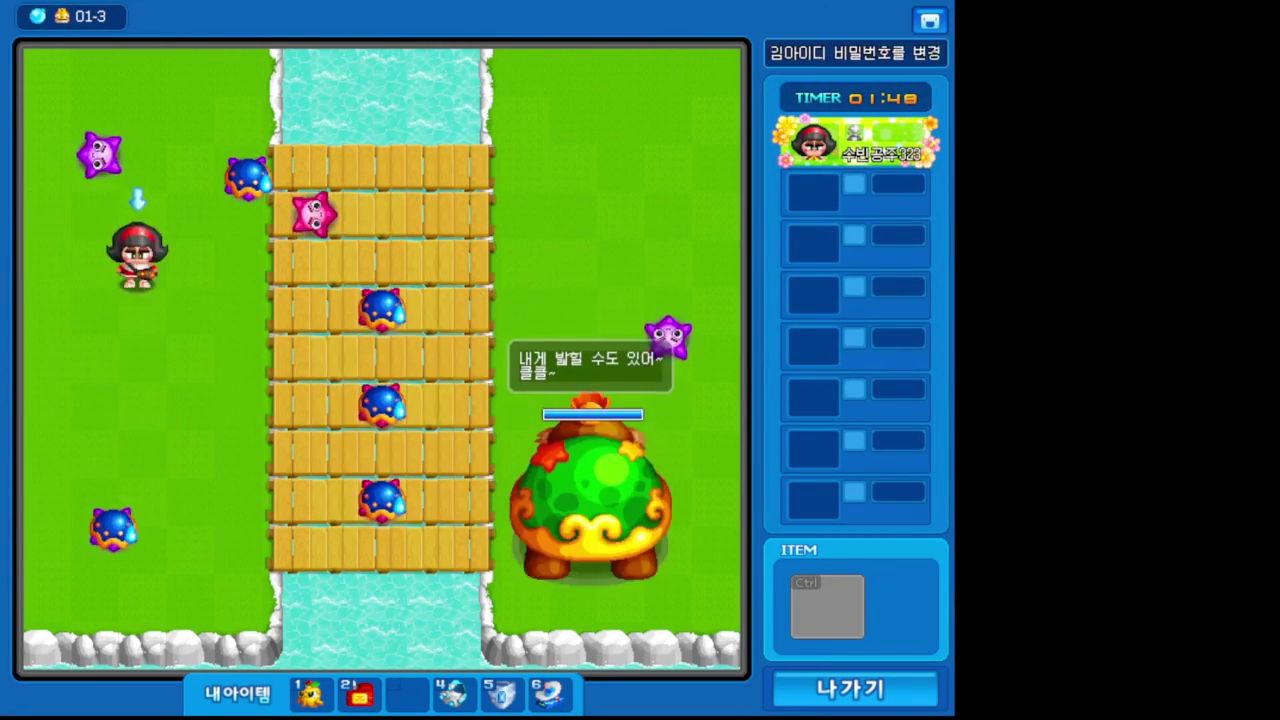 01-3
김아이디 비밀번호를 변경
TIMER 01:48
수빈공주323
내게 밟힐 수도 있어~
클클~
ITEM
Ctrl
내아이템
1
2
4
5
6
나가기